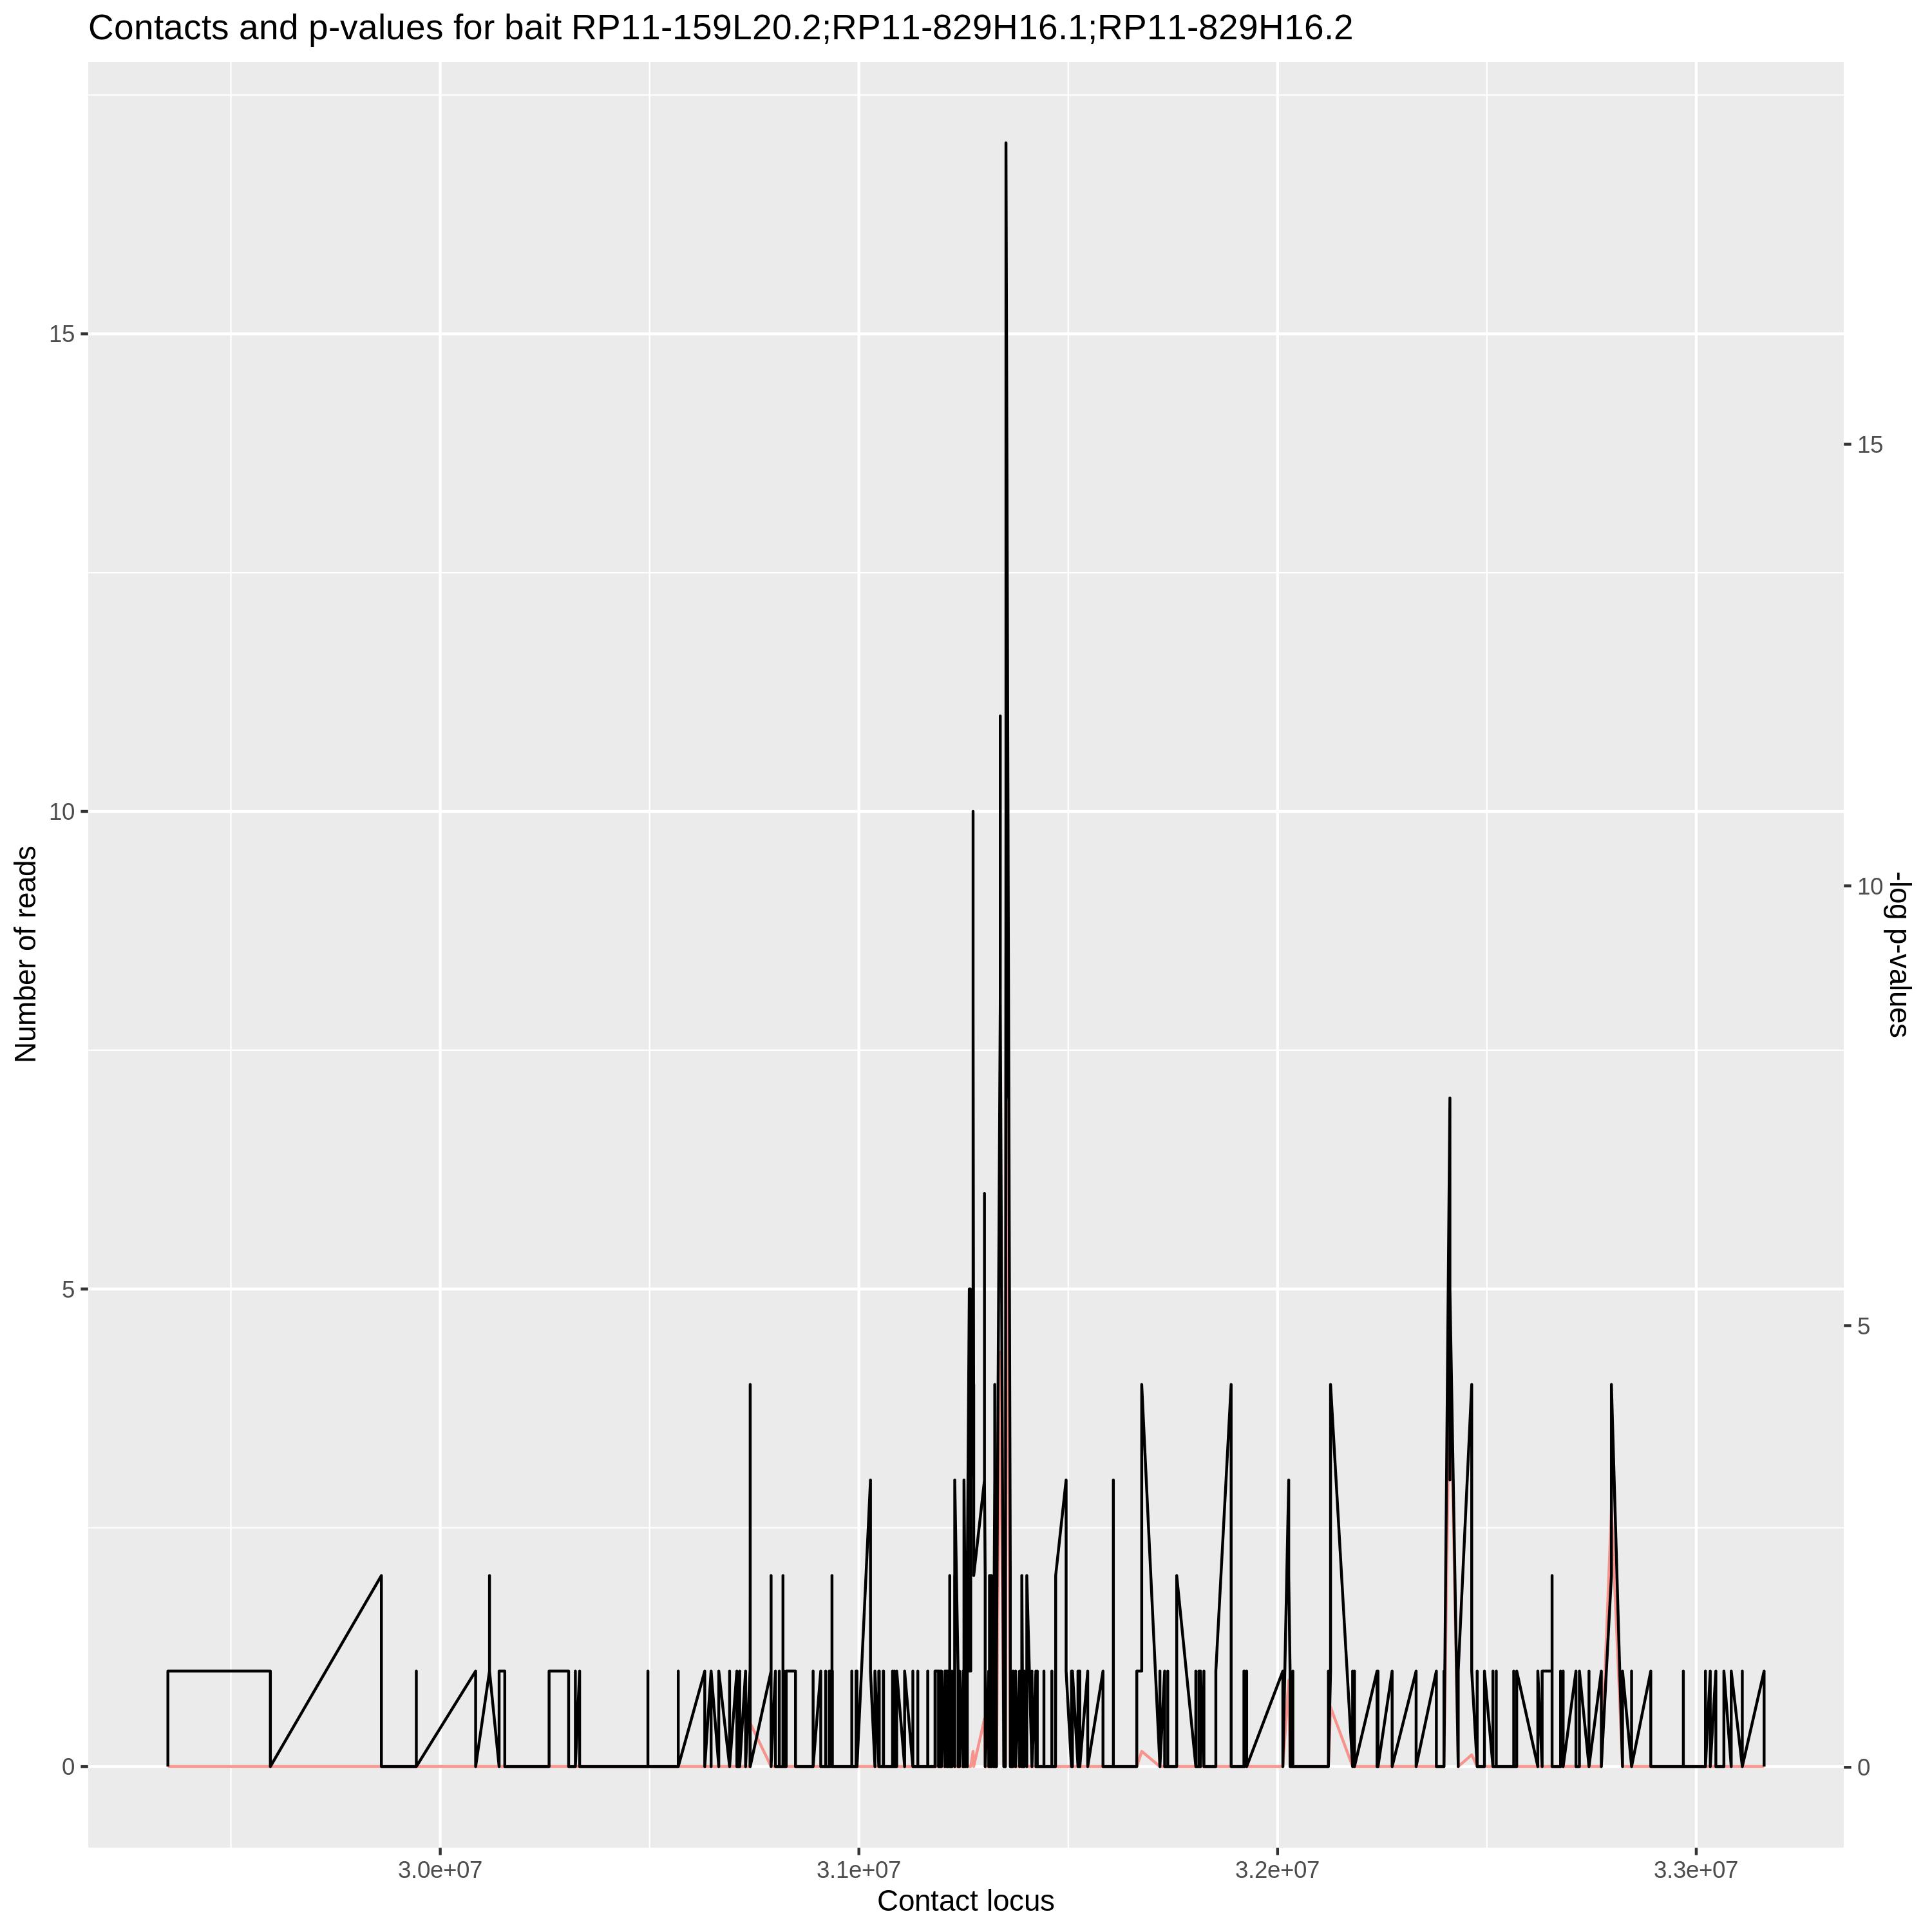 Contacts and p-values for bait RP11-159L20.2;RP11-829H16.1;RP11-829H16.2
15
10
5
0
Number of reads
15
10
5
0
-log p-values
3.0e+07
3.1e+07
3.2e+07
3.3e+07
Contact locus